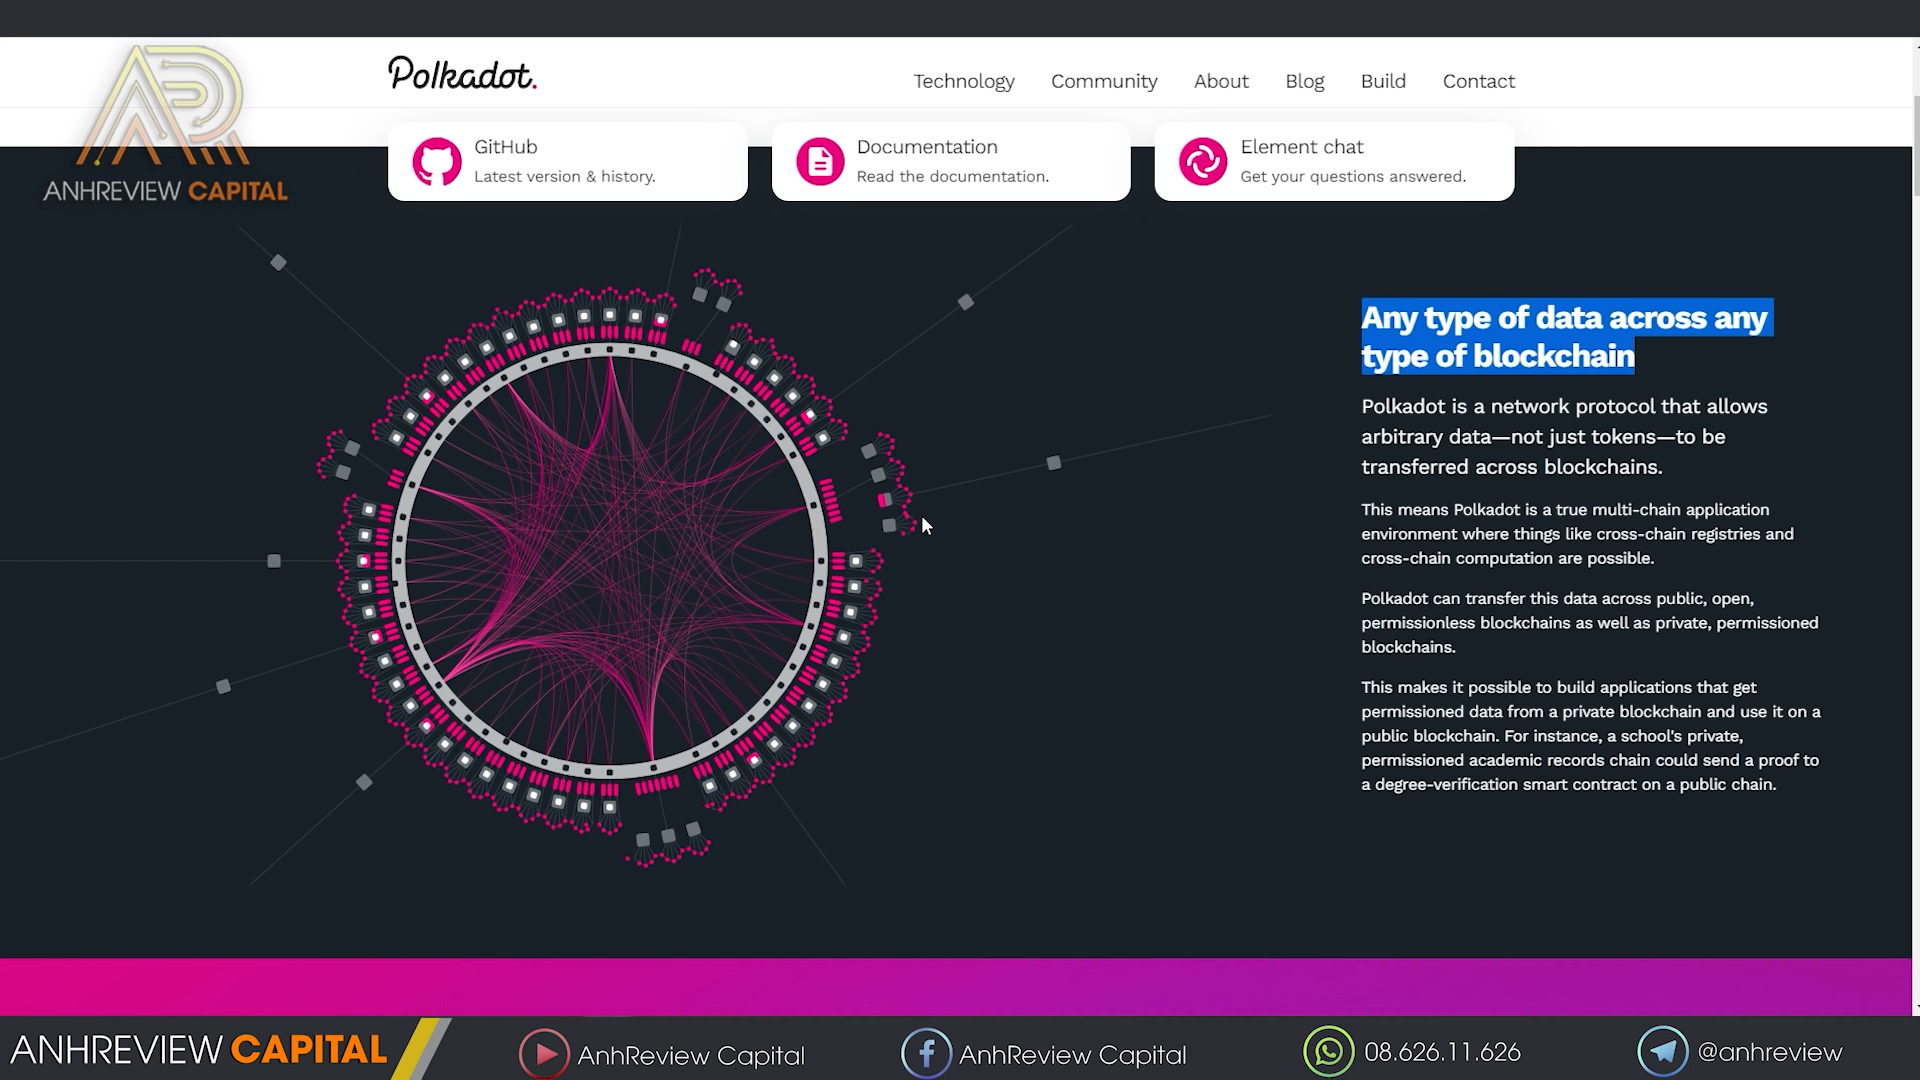 Polkadot.
Technology
Community
About
Blog
Build
Contact
ANHREVIEW CAPITAL
GitHub
Latest version & history.
Documentation
Read the documentation.
Element chat
Get your questions answered.
Any type of data across any
type of blockchain
Polkadot is a network protocol that allows
arbitrary data—not just tokens—to be
transferred across blockchains.
This means Polkadot is a true multi-chain application
environment where things like cross-chain registries and
cross-chain computation are possible.
Polkadot can transfer this data across public, open,
permissionless blockchains as well as private, permissioned
blockchains.
This makes it possible to build applications that get
permissioned data from a private blockchain and use it on a
public blockchain. For instance, a school's private,
permissioned academic records chain could send a proof to
a degree-verification smart contract on a public chain.
ANHREVIEW CAPITAL
AnhReview Capital
AnhReview Capital
08.626.11.626
@anhreview